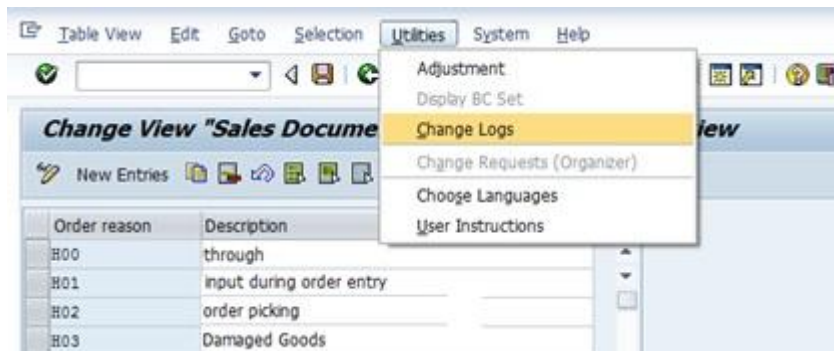 Table View Edit Goto Selection Utilities System Help
Adjustment
Display BC Set
Change Logs
Change Requests (Organizer)
Choose Languages
User Instructions
Change View "Sales Docume iew
New Entries
Order reason Description
H00 through
H01 input during order entry
H02 order picking
H03 Damaged Goods